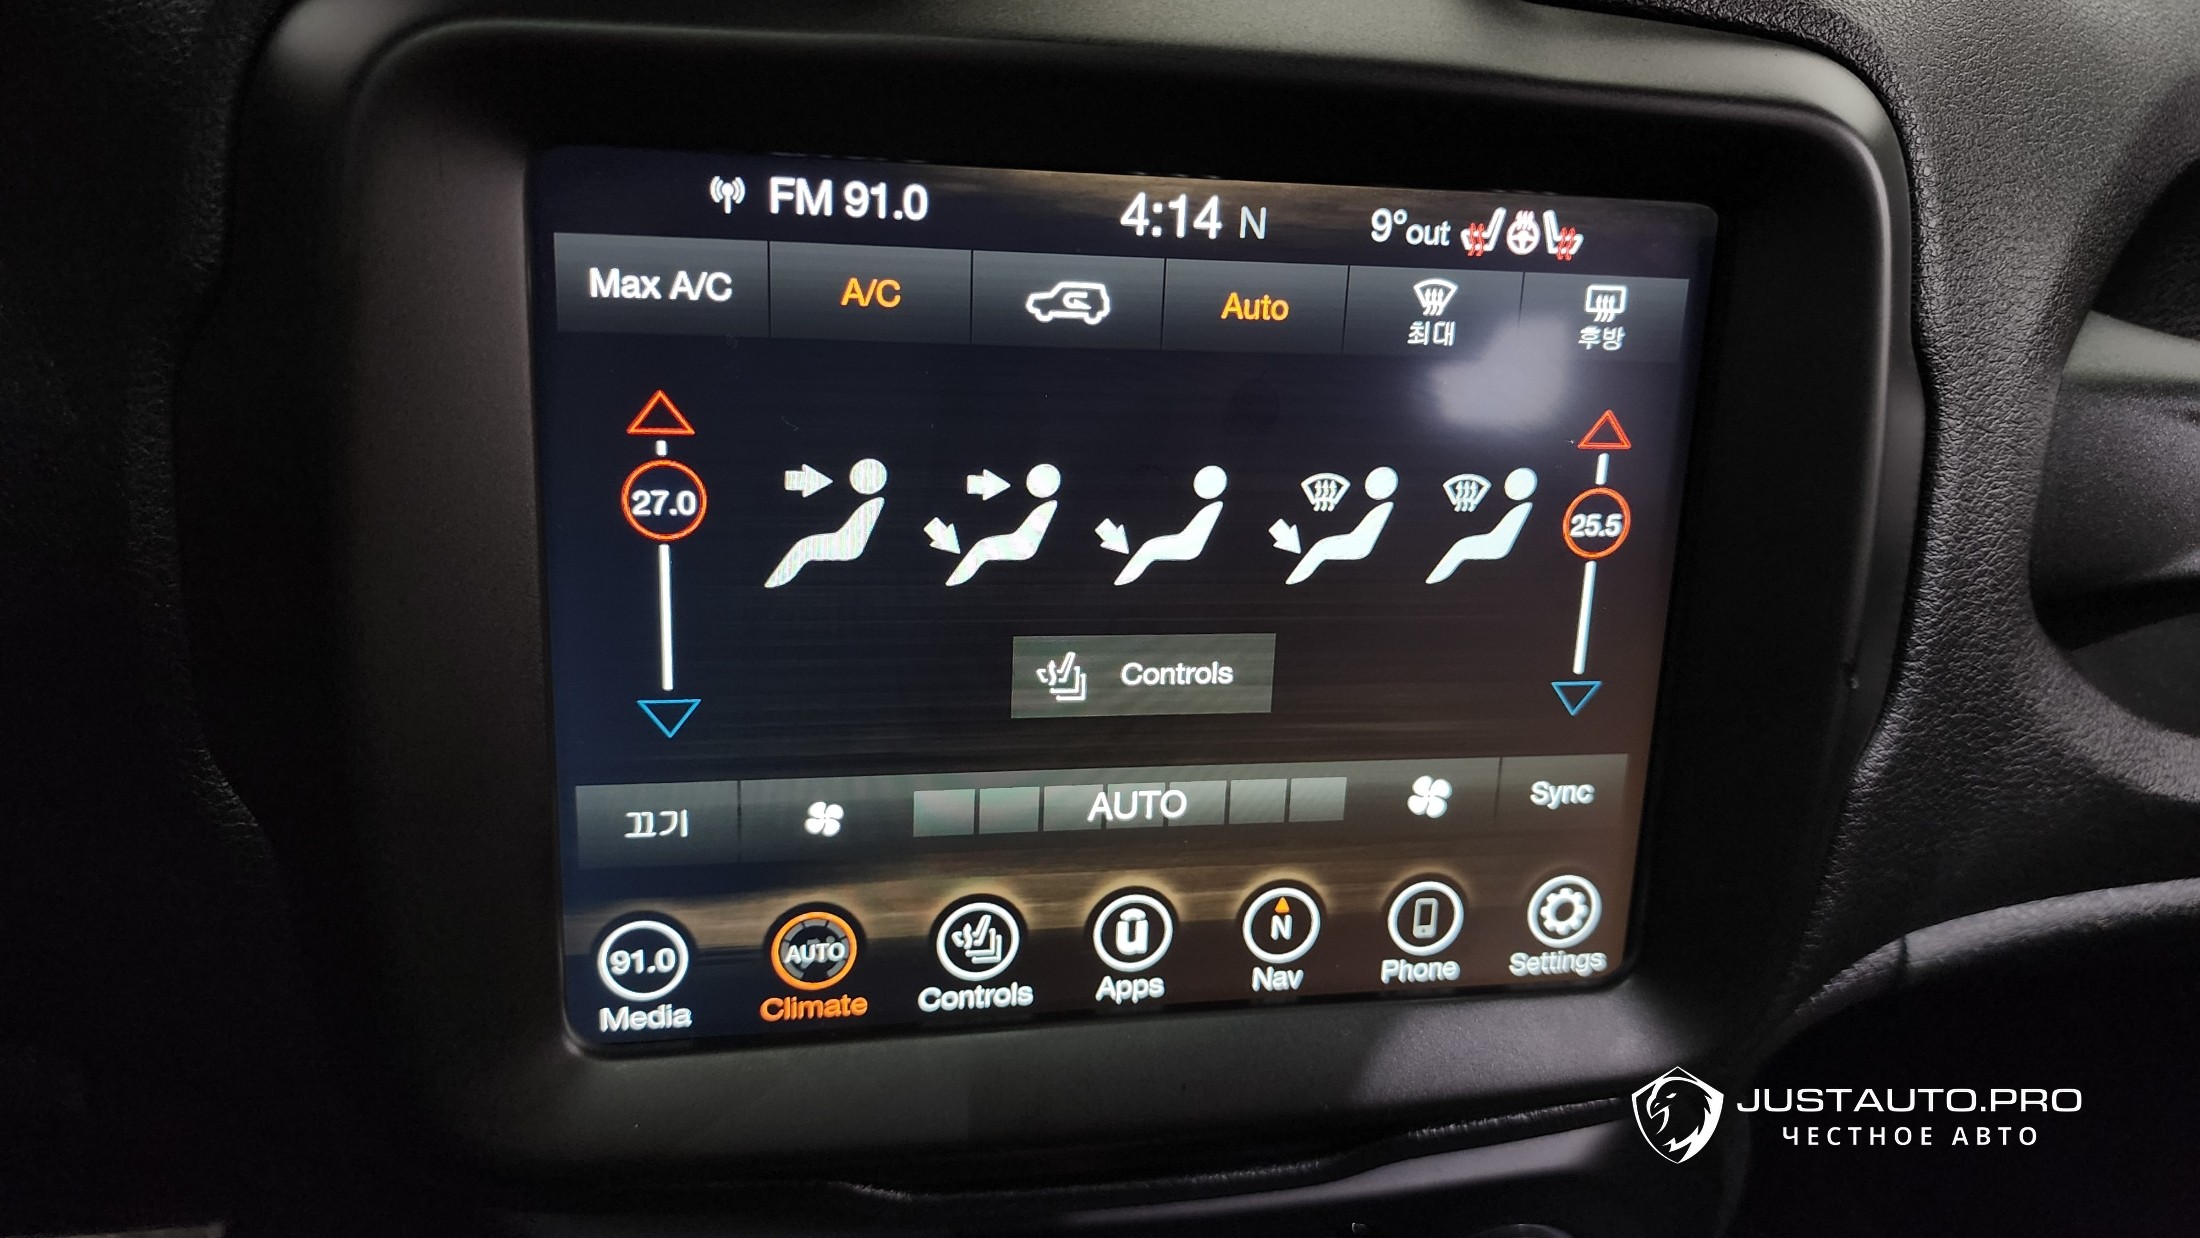 FM 91.0
4:14 N
9°out
Max A/C
A/C
Auto
최대
후방
27.0
25.5
Controls
끄기
AUTO
Sync
91.0
AUTO
N
Media
Climate
Controls
Apps
Nav
Phone
Settings
JUSTAUTO.PRO
ЧЕСТНОЕ АВТО